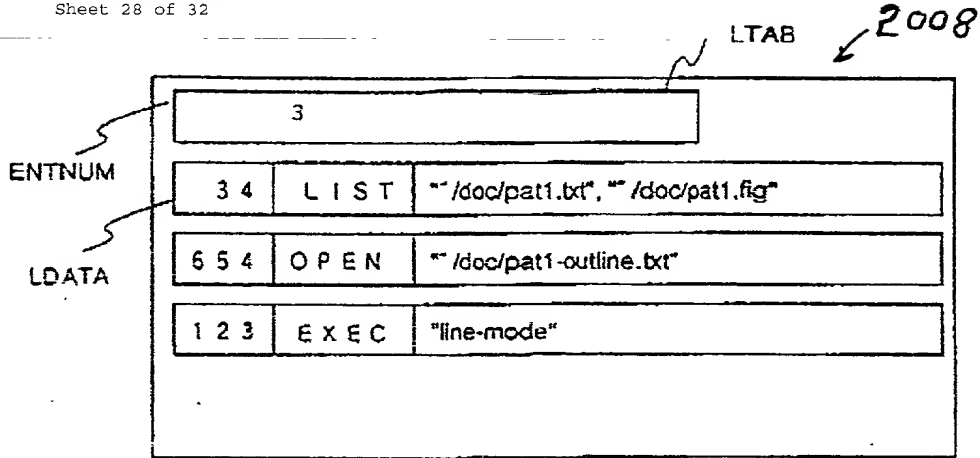 Sheet 28 of 32
2008
LTAB
3
ENTNUM
34 LIST "~/doc/pat1.txt", "~/doc/pat1.fig"
LDATA
654 OPEN "~/doc/pat1-outline.txt"
123 EXEC "line-mode"